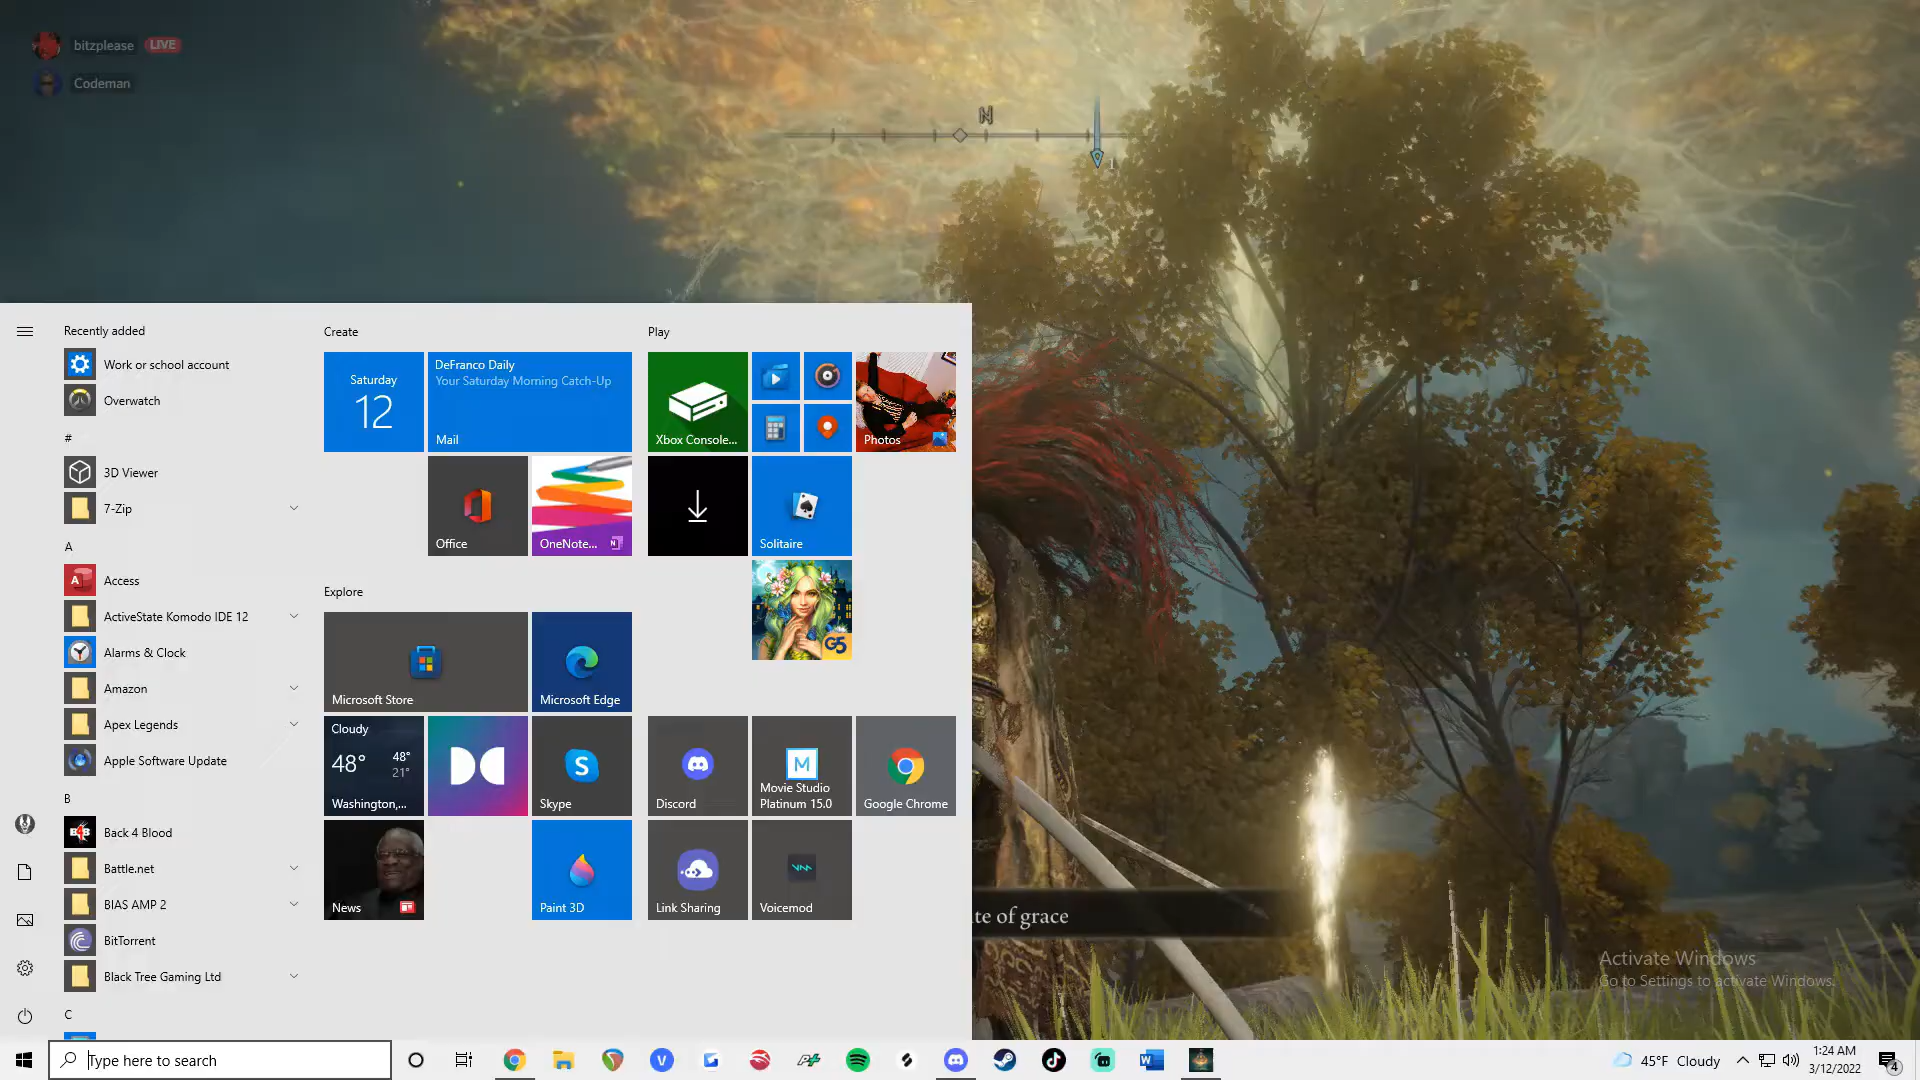 bitzplease LIVE
Codeman
N
1
Recently added
Work or school account
Overwatch
#
3D Viewer
7-Zip
A
Access
ActiveState Komodo IDE 12
Alarms & Clock
Amazon
Apex Legends
Apple Software Update
B
Back 4 Blood
Battle.net
BIAS AMP 2
BitTorrent
Black Tree Gaming Ltd
C
Create
Saturday
12
DeFranco Daily
Your Saturday Morning Catch-Up
Mail
Office
OneNote...
Explore
Microsoft Store
Microsoft Edge
Cloudy
48°
48°
21°
Washington,...
Skype
News
Paint 3D
Play
Xbox Console...
Photos
Solitaire
G5
Discord
M
Movie Studio
Platinum 15.0
Google Chrome
Link Sharing
Voicemod
te of grace
Activate Windows
Go to Settings to activate Windows.
Type here to search
45°F Cloudy
1:24 AM
3/12/2022
4